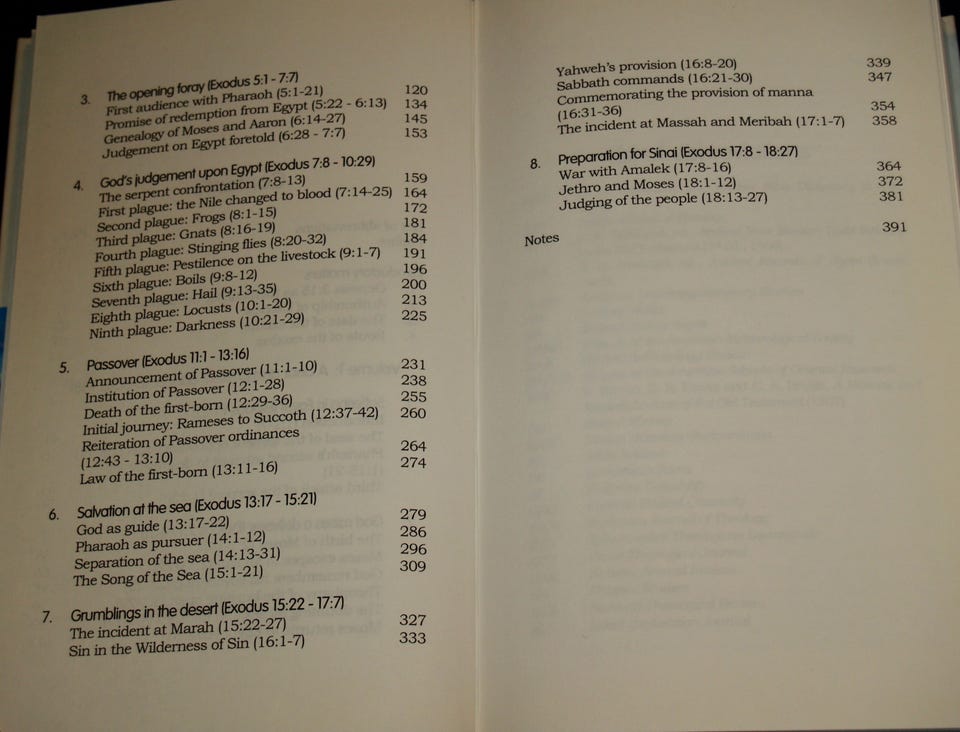 3. The opening foray (Exodus 5:1 - 7:7)
First audience with Pharaoh (5:1-21) 120
Promise of redemption from Egypt (5:22 - 6:13) 134
Genealogy of Moses and Aaron (6:14-27) 145
Judgement on Egypt foretold (6:28 - 7:7) 153
4. God's judgement upon Egypt (Exodus 7:8 - 10:29)
The serpent confrontation (7:8-13) 159
First plague: the Nile changed to blood (7:14-25) 164
Second plague: Frogs (8:1-15) 172
Third plague: Gnats (8:16-19) 181
Fourth plague: Stinging flies (8:20-32) 184
Fifth plague: Pestilence on the livestock (9:1-7) 191
Sixth plague: Boils (9:8-12) 196
Seventh plague: Hail (9:13-35) 200
Eighth plague: Locusts (10:1-20) 213
Ninth plague: Darkness (10:21-29) 225
5. Passover (Exodus 11:1 - 13:16)
Announcement of Passover (11:1-10) 231
Institution of Passover (12:1-28) 238
Death of the first-born (12:29-36) 255
Initial journey: Rameses to Succoth (12:37-42) 260
Reiteration of Passover ordinances
(12:43 - 13:10) 264
Law of the first-born (13:11-16) 274
6. Salvation at the sea (Exodus 13:17 - 15:21)
God as guide (13:17-22) 279
Pharaoh as pursuer (14:1-12) 286
Separation of the sea (14:13-31) 296
The Song of the Sea (15:1-21) 309
7. Grumblings in the desert (Exodus 15:22 - 17:7)
The incident at Marah (15:22-27) 327
Sin in the Wilderness of Sin (16:1-7) 333
Yahweh's provision (16:8-20) 339
Sabbath commands (16:21-30) 347
Commemorating the provision of manna
(16:31-36) 354
The incident at Massah and Meribah (17:1-7) 358
8. Preparation for Sinai (Exodus 17:8 - 18:27)
War with Amalek (17:8-16) 364
Jethro and Moses (18:1-12) 372
Judging of the people (18:13-27) 381
Notes 391